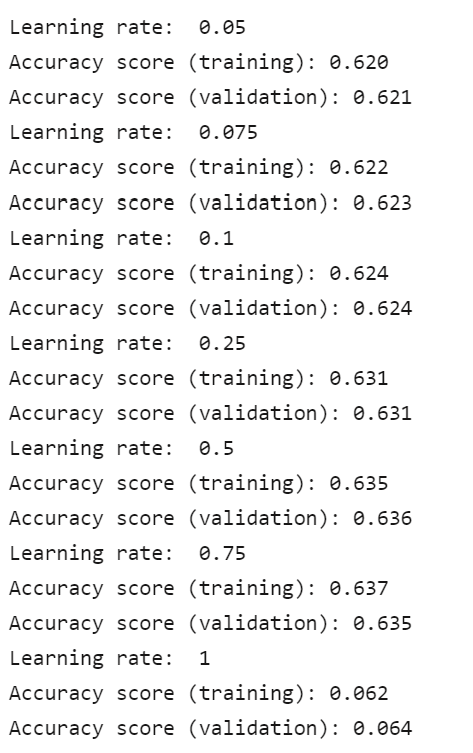 Learning rate:  0.05
Accuracy score (training): 0.620
Accuracy score (validation): 0.621
Learning rate:  0.075
Accuracy score (training): 0.622
Accuracy score (validation): 0.623
Learning rate:  0.1
Accuracy score (training): 0.624
Accuracy score (validation): 0.624
Learning rate:  0.25
Accuracy score (training): 0.631
Accuracy score (validation): 0.631
Learning rate:  0.5
Accuracy score (training): 0.635
Accuracy score (validation): 0.636
Learning rate:  0.75
Accuracy score (training): 0.637
Accuracy score (validation): 0.635
Learning rate:  1
Accuracy score (training): 0.062
Accuracy score (validation): 0.064